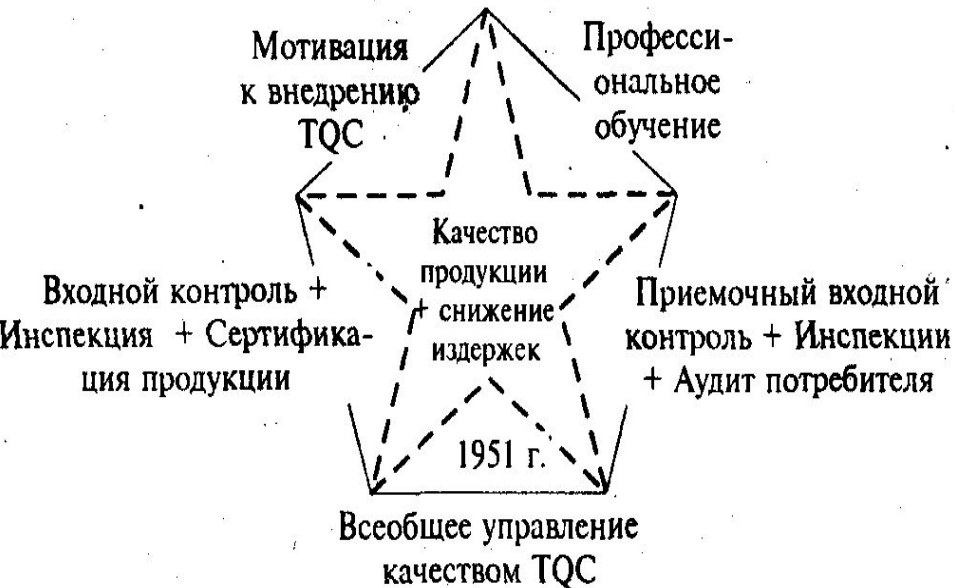 Мотивация
к внедрению
TQC
Профессии-
ональное
обучение
Качество
продукции
+ снижение
издержек
Входной контроль +
Инспекция + Сертифика-
ция продукции
Приемочный входной
контроль + Инспекции
+ Аудит потребителя
1951 г.
Всеобщее управление
качеством TQC